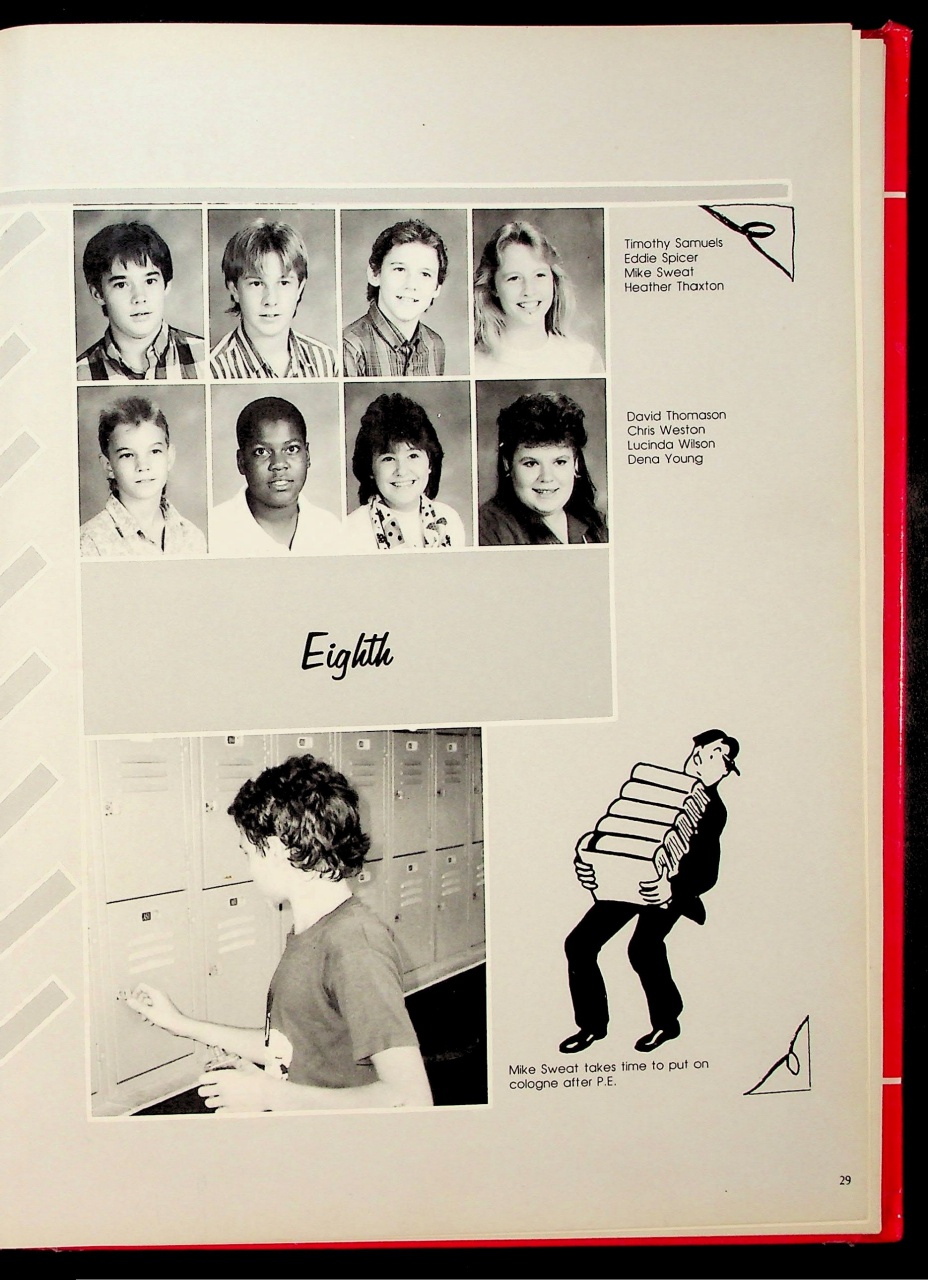 Timothy Samuels
Eddie Spicer
Mike Sweat
Heather Thaxton
David Thomason
Chris Weston
Lucinda Wilson
Dena Young
Eighth
Mike Sweat takes time to put on
cologne after P.E.
29